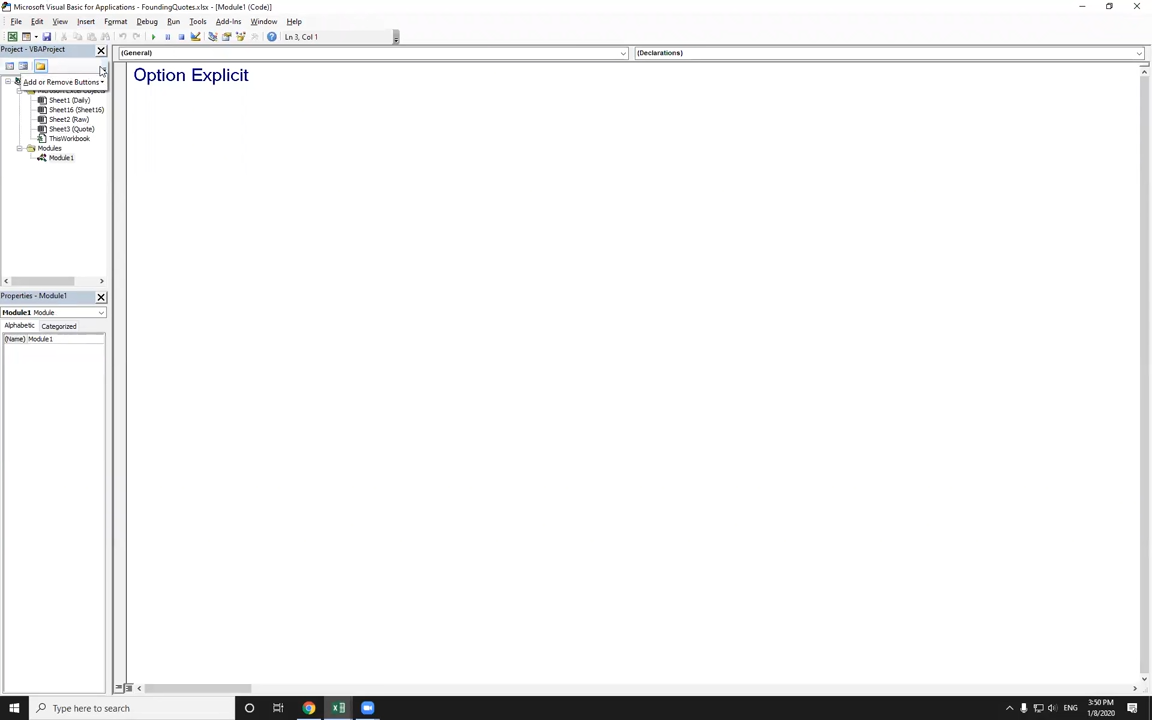 Microsoft Visual Basic for Applications - FoundingQuotes.xlsx - [Module1 (Code)]
File Edit View Insert Format Debug Run Tools Add-Ins Window Help
Ln 3, Col 1
Project - VBAProject
(General)
(Declarations)
Add or Remove Buttons
Microsoft Excel Objects
Sheet1 (Daily)
Sheet16 (Sheet16)
Sheet2 (Raw)
Sheet3 (Quote)
ThisWorkbook
Modules
Module1
Option Explicit
Properties - Module1
Module1 Module
Alphabetic Categorized
(Name) Module1
Type here to search
ENG
3:50 PM
1/8/2020